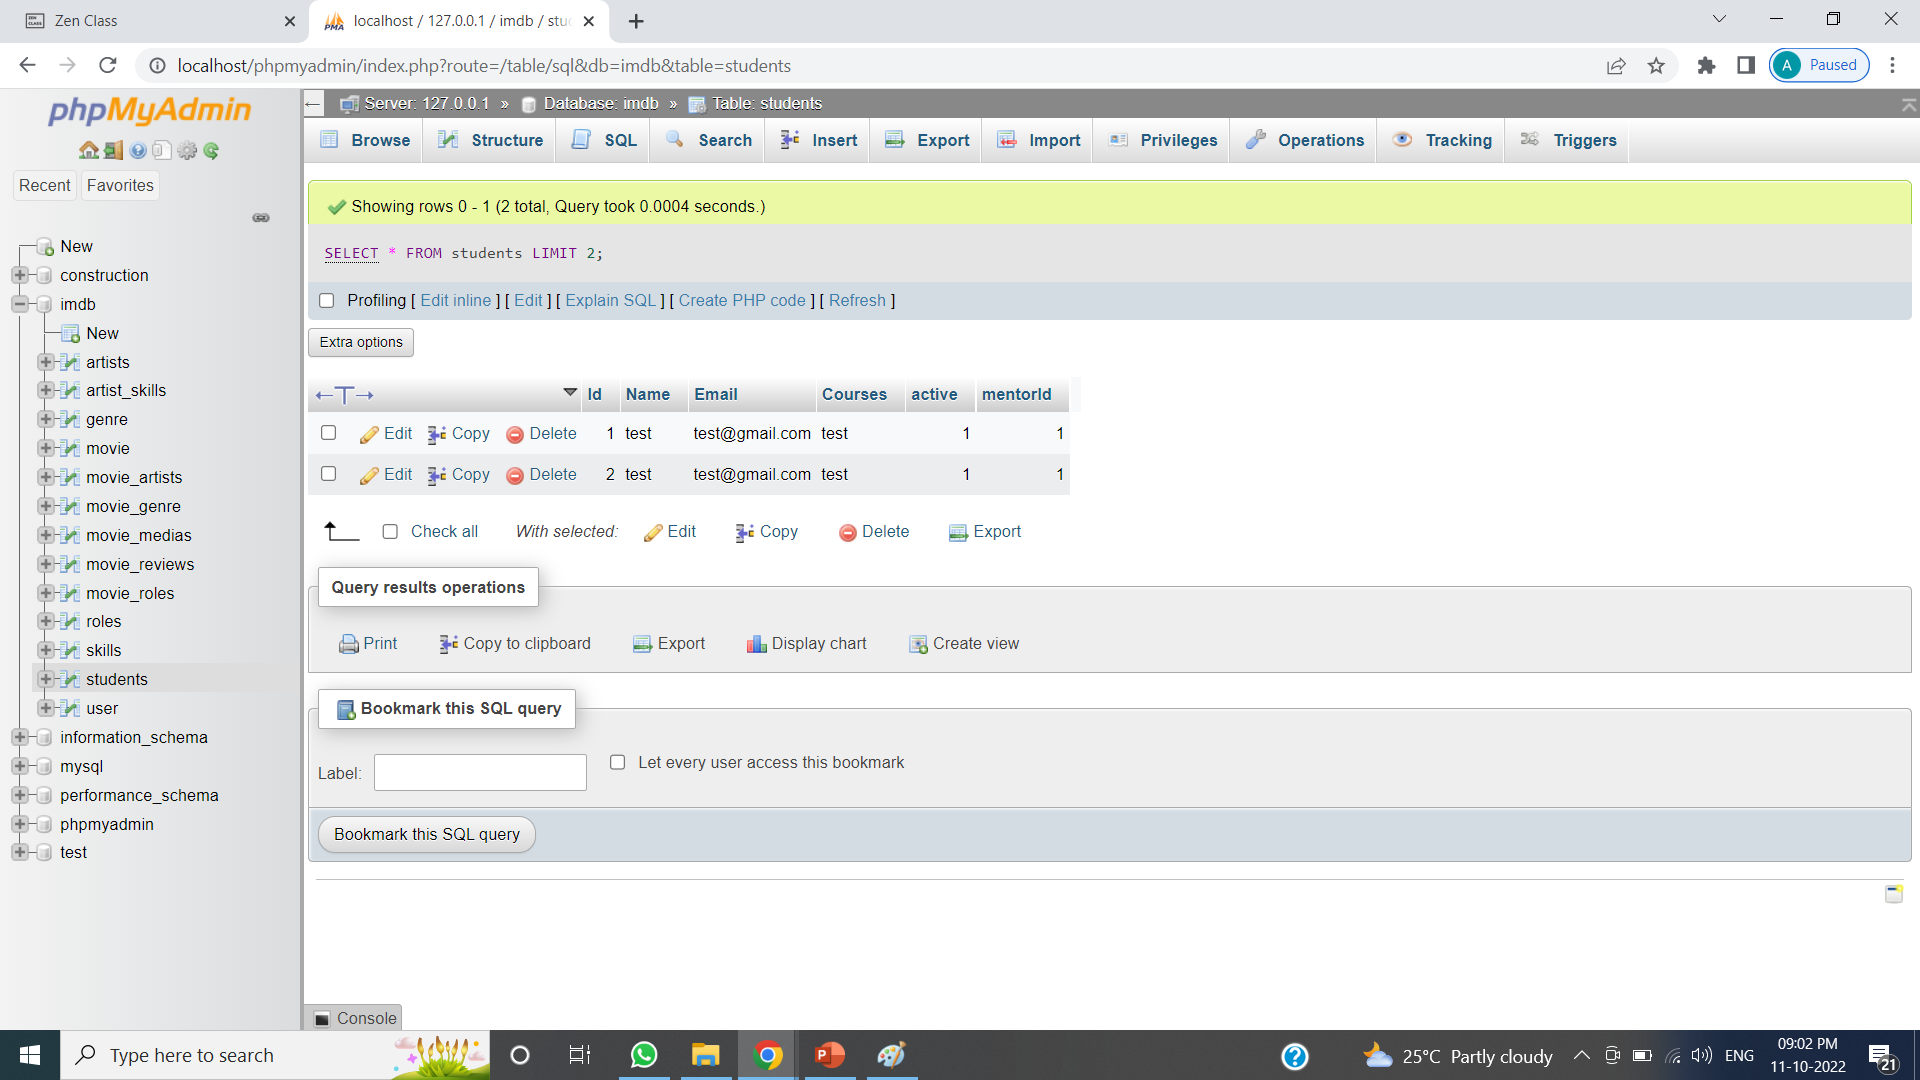 Zen Class
localhost / 127.0.0.1 / imdb / stu
localhost/phpmyadmin/index.php?route=/table/sql&db=imdb&table=students
A Paused
phpMyAdmin
Recent Favorites
New
construction
imdb
New
artists
artist_skills
genre
movie
movie_artists
movie_genre
movie_medias
movie_reviews
movie_roles
roles
skills
students
user
information_schema
mysql
performance_schema
phpmyadmin
test
Server: 127.0.0.1 » Database: imdb » Table: students
Browse Structure SQL Search Insert Export Import Privileges Operations Tracking Triggers
Showing rows 0 - 1 (2 total, Query took 0.0004 seconds.)
SELECT * FROM students LIMIT 2;
Profiling [ Edit inline ] [ Edit ] [ Explain SQL ] [ Create PHP code ] [ Refresh ]
Extra options
←T→ Id Name Email Courses active mentorId
Edit Copy Delete 1 test test@gmail.com test 1 1
Edit Copy Delete 2 test test@gmail.com test 1 1
Check all With selected: Edit Copy Delete Export
Query results operations
Print Copy to clipboard Export Display chart Create view
Bookmark this SQL query
Label: Let every user access this bookmark
Bookmark this SQL query
Console
Type here to search
25°C Partly cloudy ENG
09:02 PM
11-10-2022
21